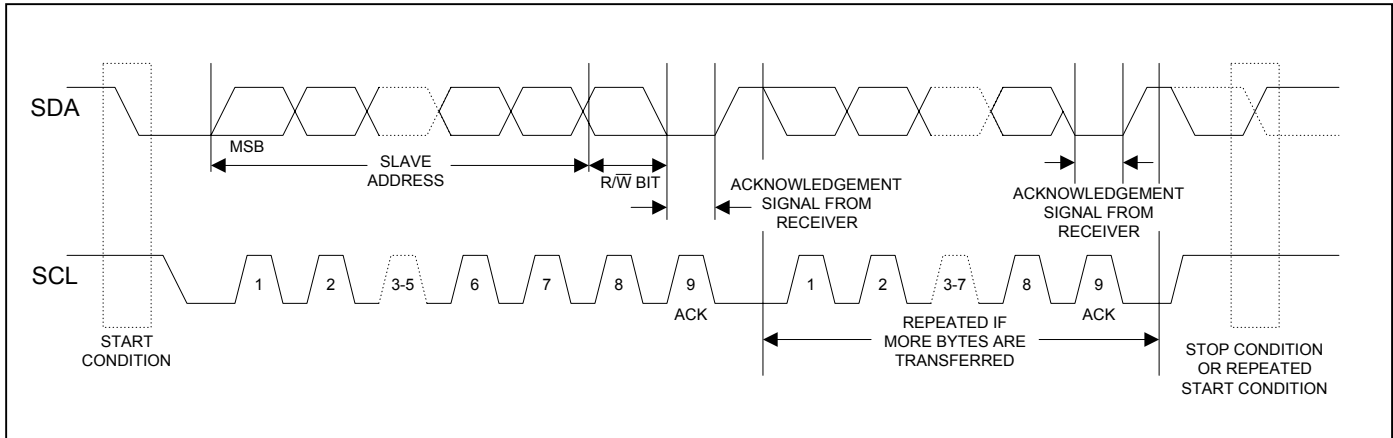 SDA
MSB
SLAVE
ADDRESS
R/W̅ BIT
ACKNOWLEDGEMENT
SIGNAL FROM
RECEIVER
ACKNOWLEDGEMENT
SIGNAL FROM
RECEIVER
SCL
1 2 3-5 6 7 8 9 1 2 3-7 8 9
ACK
ACK
START
CONDITION
REPEATED IF
MORE BYTES ARE
TRANSFERRED
STOP CONDITION
OR REPEATED
START CONDITION